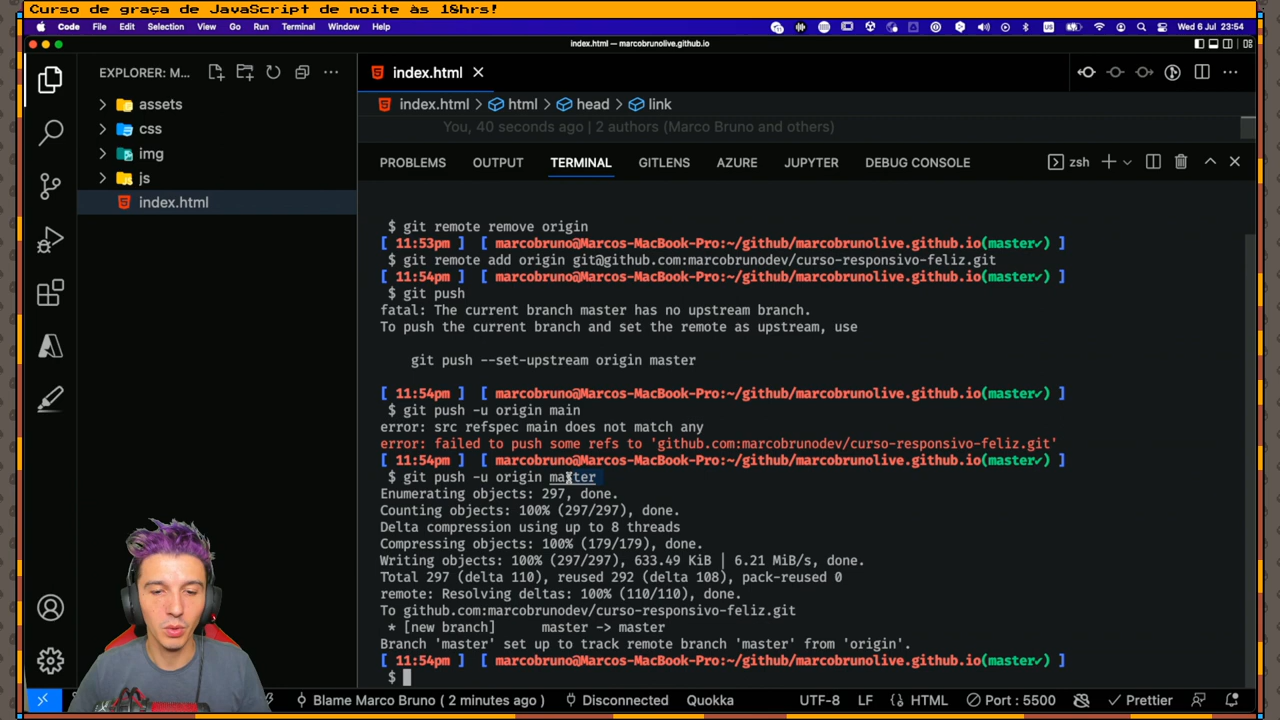 Curso de graça de JavaScript de noite às 18hrs!
Code File Edit Selection View Go Run Terminal Window Help US Wed 6 Jul 23:54
index.html — marcobrunolive.github.io
EXPLORER: M... index.html
assets
css
img
js
index.html
index.html > html > head > link
You, 40 seconds ago | 2 authors (Marco Bruno and others)
PROBLEMS OUTPUT TERMINAL GITLENS AZURE JUPYTER DEBUG CONSOLE zsh
$ git remote remove origin
[ 11:53pm ] [ marcobruno@Marcos-MacBook-Pro:~/github/marcobrunolive.github.io(master✔) ]
$ git remote add origin git@github.com:marcobrunodev/curso-responsivo-feliz.git
[ 11:54pm ] [ marcobruno@Marcos-MacBook-Pro:~/github/marcobrunolive.github.io(master✔) ]
$ git push
fatal: The current branch master has no upstream branch.
To push the current branch and set the remote as upstream, use
git push --set-upstream origin master
[ 11:54pm ] [ marcobruno@Marcos-MacBook-Pro:~/github/marcobrunolive.github.io(master✔) ]
$ git push -u origin main
error: src refspec main does not match any
error: failed to push some refs to 'github.com:marcobrunodev/curso-responsivo-feliz.git'
[ 11:54pm ] [ marcobruno@Marcos-MacBook-Pro:~/github/marcobrunolive.github.io(master✔) ]
$ git push -u origin master
Enumerating objects: 297, done.
Counting objects: 100% (297/297), done.
Delta compression using up to 8 threads
Compressing objects: 100% (179/179), done.
Writing objects: 100% (297/297), 633.49 KiB | 6.21 MiB/s, done.
Total 297 (delta 110), reused 292 (delta 108), pack-reused 0
remote: Resolving deltas: 100% (110/110), done.
To github.com:marcobrunodev/curso-responsivo-feliz.git
* [new branch] master -> master
Branch 'master' set up to track remote branch 'master' from 'origin'.
[ 11:54pm ] [ marcobruno@Marcos-MacBook-Pro:~/github/marcobrunolive.github.io(master✔) ]
$
Blame Marco Bruno ( 2 minutes ago ) Disconnected Quokka UTF-8 LF HTML Port : 5500 Prettier